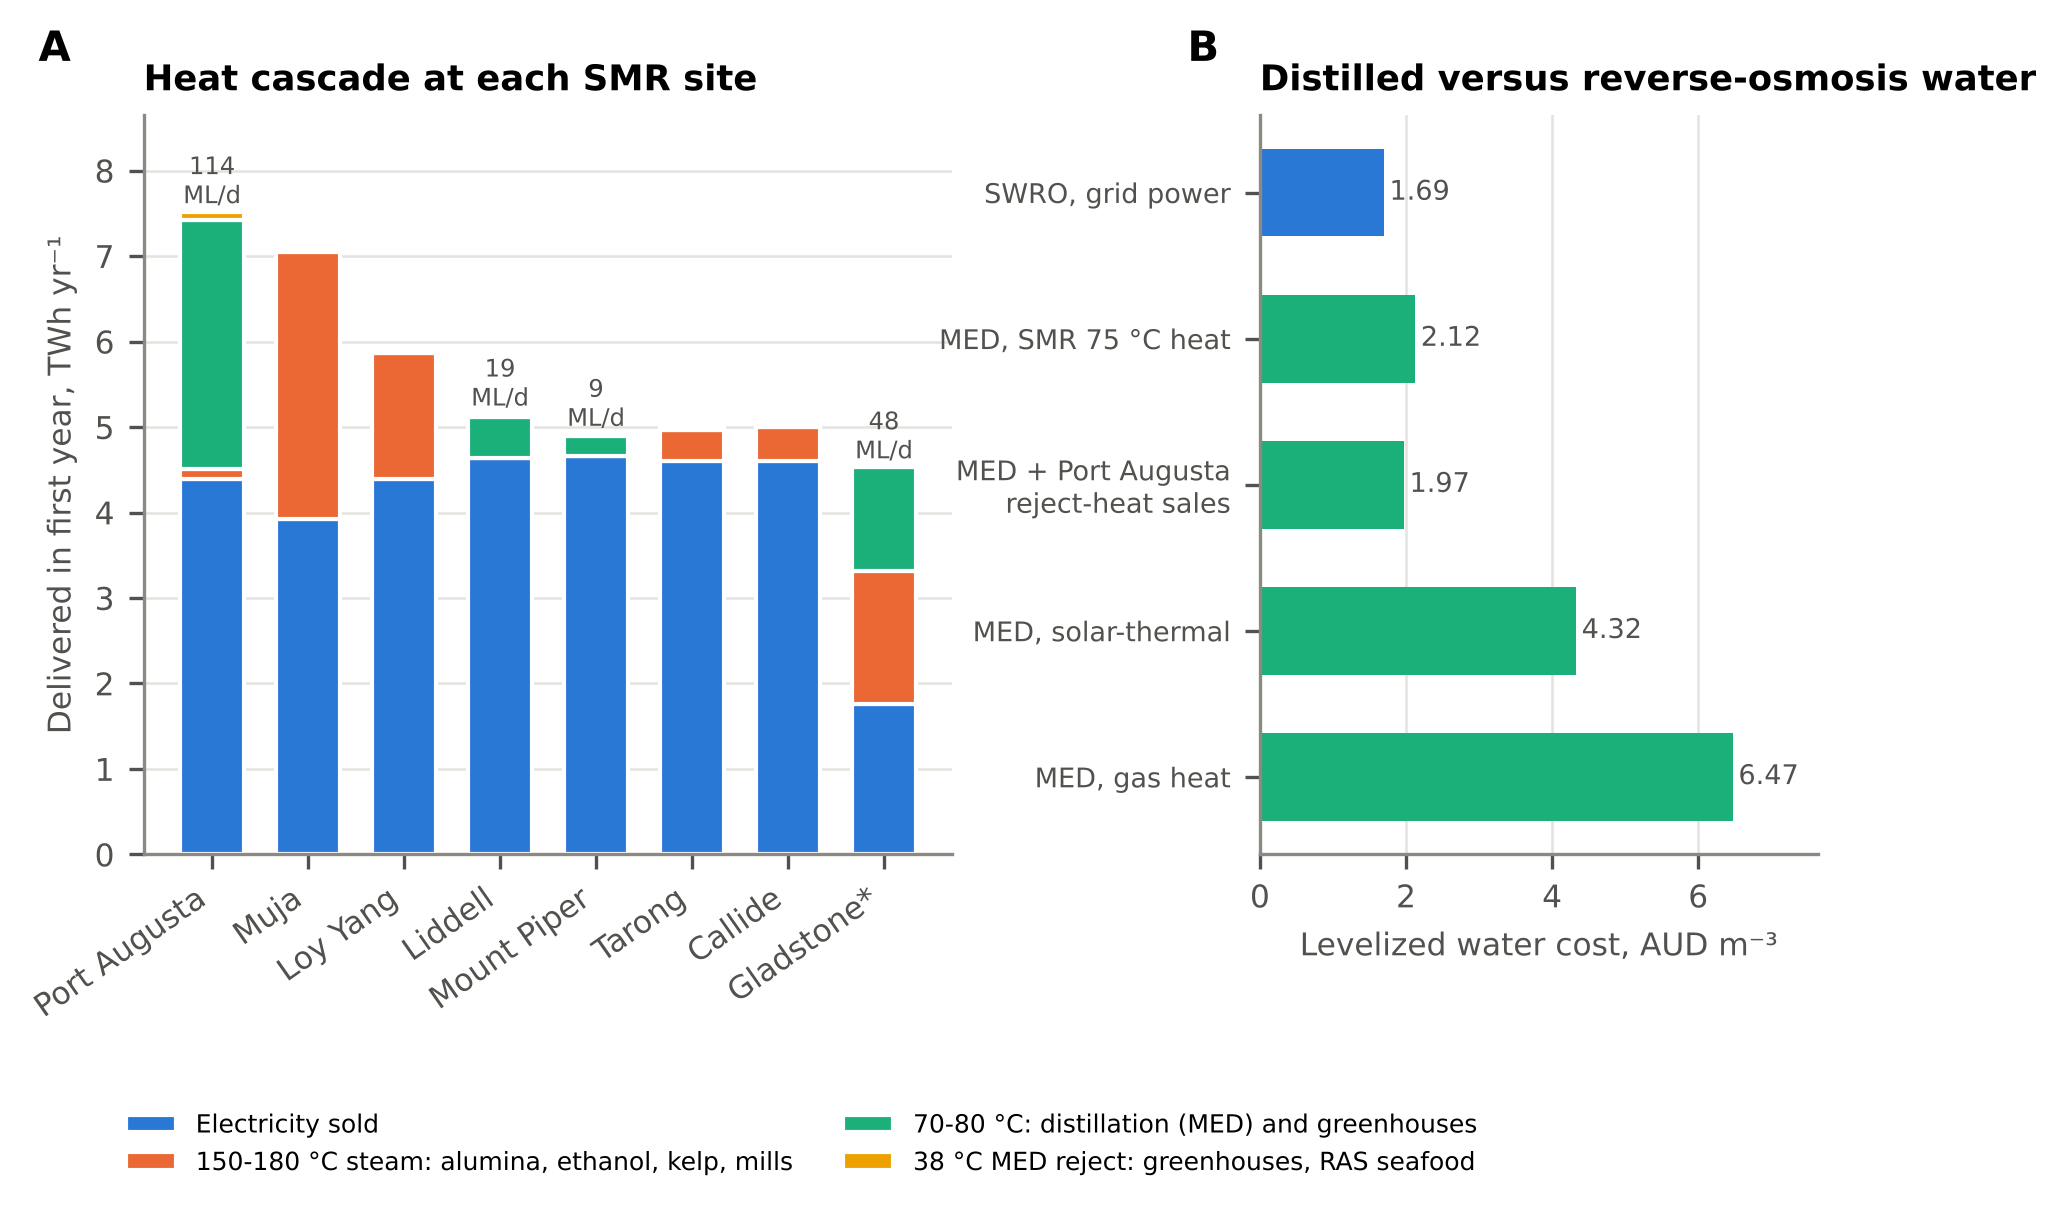 A
Heat cascade at each SMR site
Delivered in first year, TWh yr⁻¹
8
7
6
5
4
3
2
1
0
114
ML/d
19
ML/d
9
ML/d
48
ML/d
Port Augusta
Muja
Loy Yang
Liddell
Mount Piper
Tarong
Callide
Gladstone*
B
Distilled versus reverse-osmosis water
SWRO, grid power
1.69
MED, SMR 75 °C heat
2.12
MED + Port Augusta
reject-heat sales
1.97
MED, solar-thermal
4.32
MED, gas heat
6.47
0
2
4
6
Levelized water cost, AUD m⁻³
Electricity sold
150-180 °C steam: alumina, ethanol, kelp, mills
70-80 °C: distillation (MED) and greenhouses
38 °C MED reject: greenhouses, RAS seafood